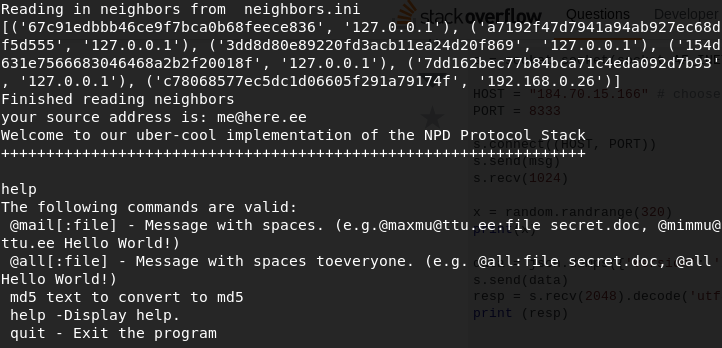 Reading in neighbors from  neighbors.ini
[('67c91edbbb46ce9f7bca0b68feece836', '127.0.0.1'), ('a7192f47d7941a94ab927ec68d
f5d555', '127.0.0.1'), ('3dd8d80e89220fd3acb11ea24d20f869', '127.0.0.1'), ('154d
631e7566683046468a2b2f20018f', '127.0.0.1'), ('7dd162bec77b84bca71c4eda092d7b93'
, '127.0.0.1'), ('c78068577ec5dc1d06605f291a79174f', '192.168.0.26')]
Finished reading neighbors
your source address is: me@here.ee
Welcome to our uber-cool implementation of the NPD Protocol Stack
+++++++++++++++++++++++++++++++++++++++++++++++++++++++++++++++++
help
The following commands are valid:
 @mail[:file] - Message with spaces. (e.g.@maxmu@ttu.ee:file secret.doc, @mimmu@
ttu.ee Hello World!)
 @all[:file] - Message with spaces toeveryone. (e.g. @all:file secret.doc, @all
Hello World!)
 md5 text to convert to md5
 help -Display help.
 quit - Exit the program
stackoverflow
Questions
Developer
HOST = "184.70.15.166" # choose
PORT = 8333
s.connect((HOST, PORT))
s.send(msg)
s.recv(1024)
x = random.randrange(320)
s.send(data)
resp = s.recv(2048).decode('utf
print (resp)